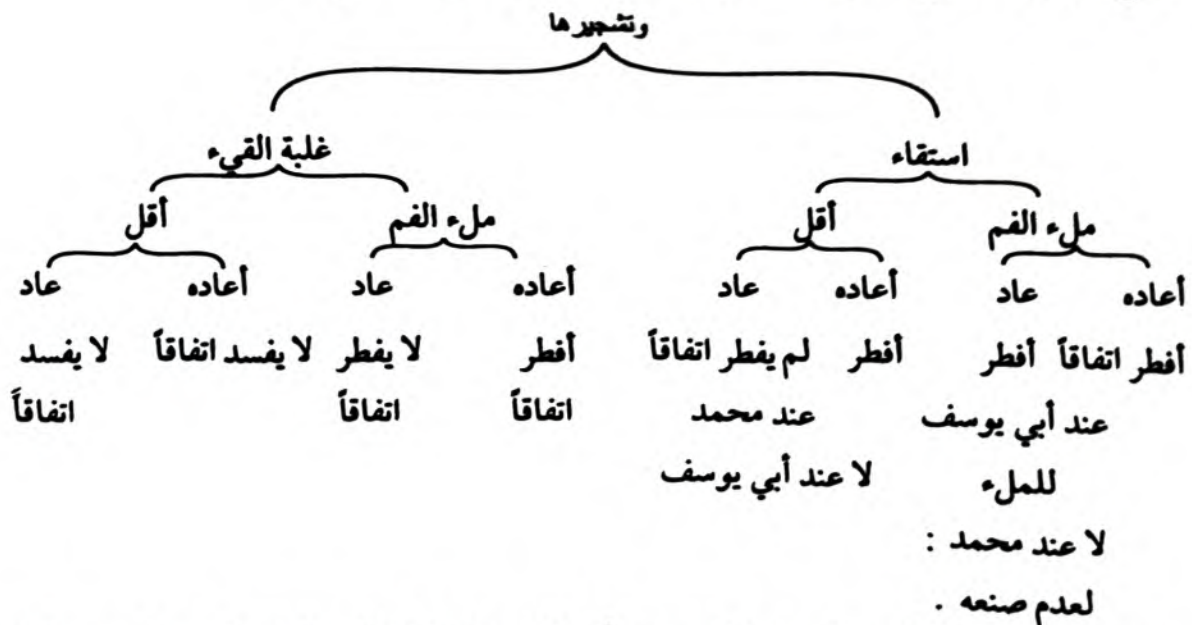 وتشجيرها
استقاء غلبة القيء
ملء الفم أقل ملء الفم أقل
أعاده عاد أعاده عاد أعاده عاد أعاده عاد
أفطر اتفاقاً أفطر أفطر لم يفطر اتفاقاً أفطر لا يفطر لا يفسد اتفاقاً لا يفسد
عند أبي يوسف عند محمد اتفاقاً اتفاقاً اتفاقاً
للملء لا عند أبي يوسف
لا عند محمد :
لعدم صنعه .